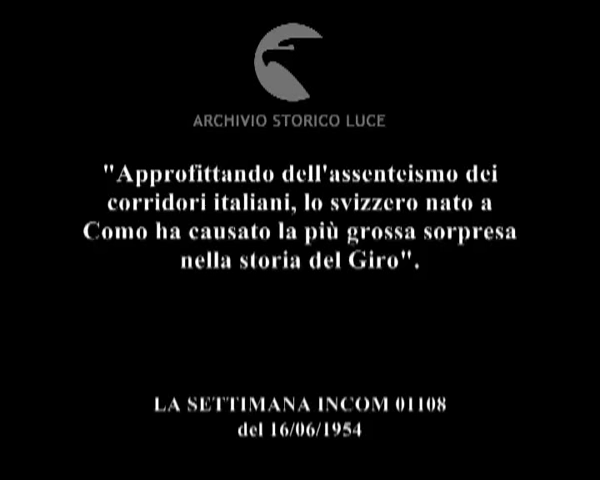 ARCHIVIO STORICO LUCE
"Approfittando dell'assenteismo dei
corridori italiani, lo svizzero nato a
Como ha causato la più grossa sorpresa
nella storia del Giro".
LA SETTIMANA INCOM 01108
del 16/06/1954